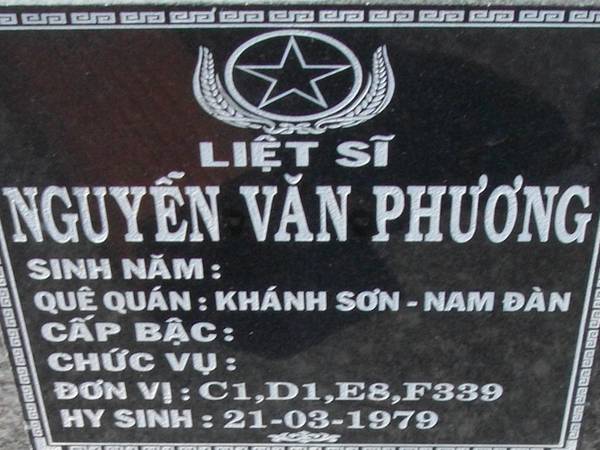 LIỆT SĨ
NGUYỄN VĂN PHƯƠNG
SINH NĂM :
QUÊ QUÁN : KHÁNH SƠN - NAM ĐÀN
CẤP BẬC :
CHỨC VỤ :
ĐƠN VỊ : C1,D1,E8,F339
HY SINH : 21-03-1979